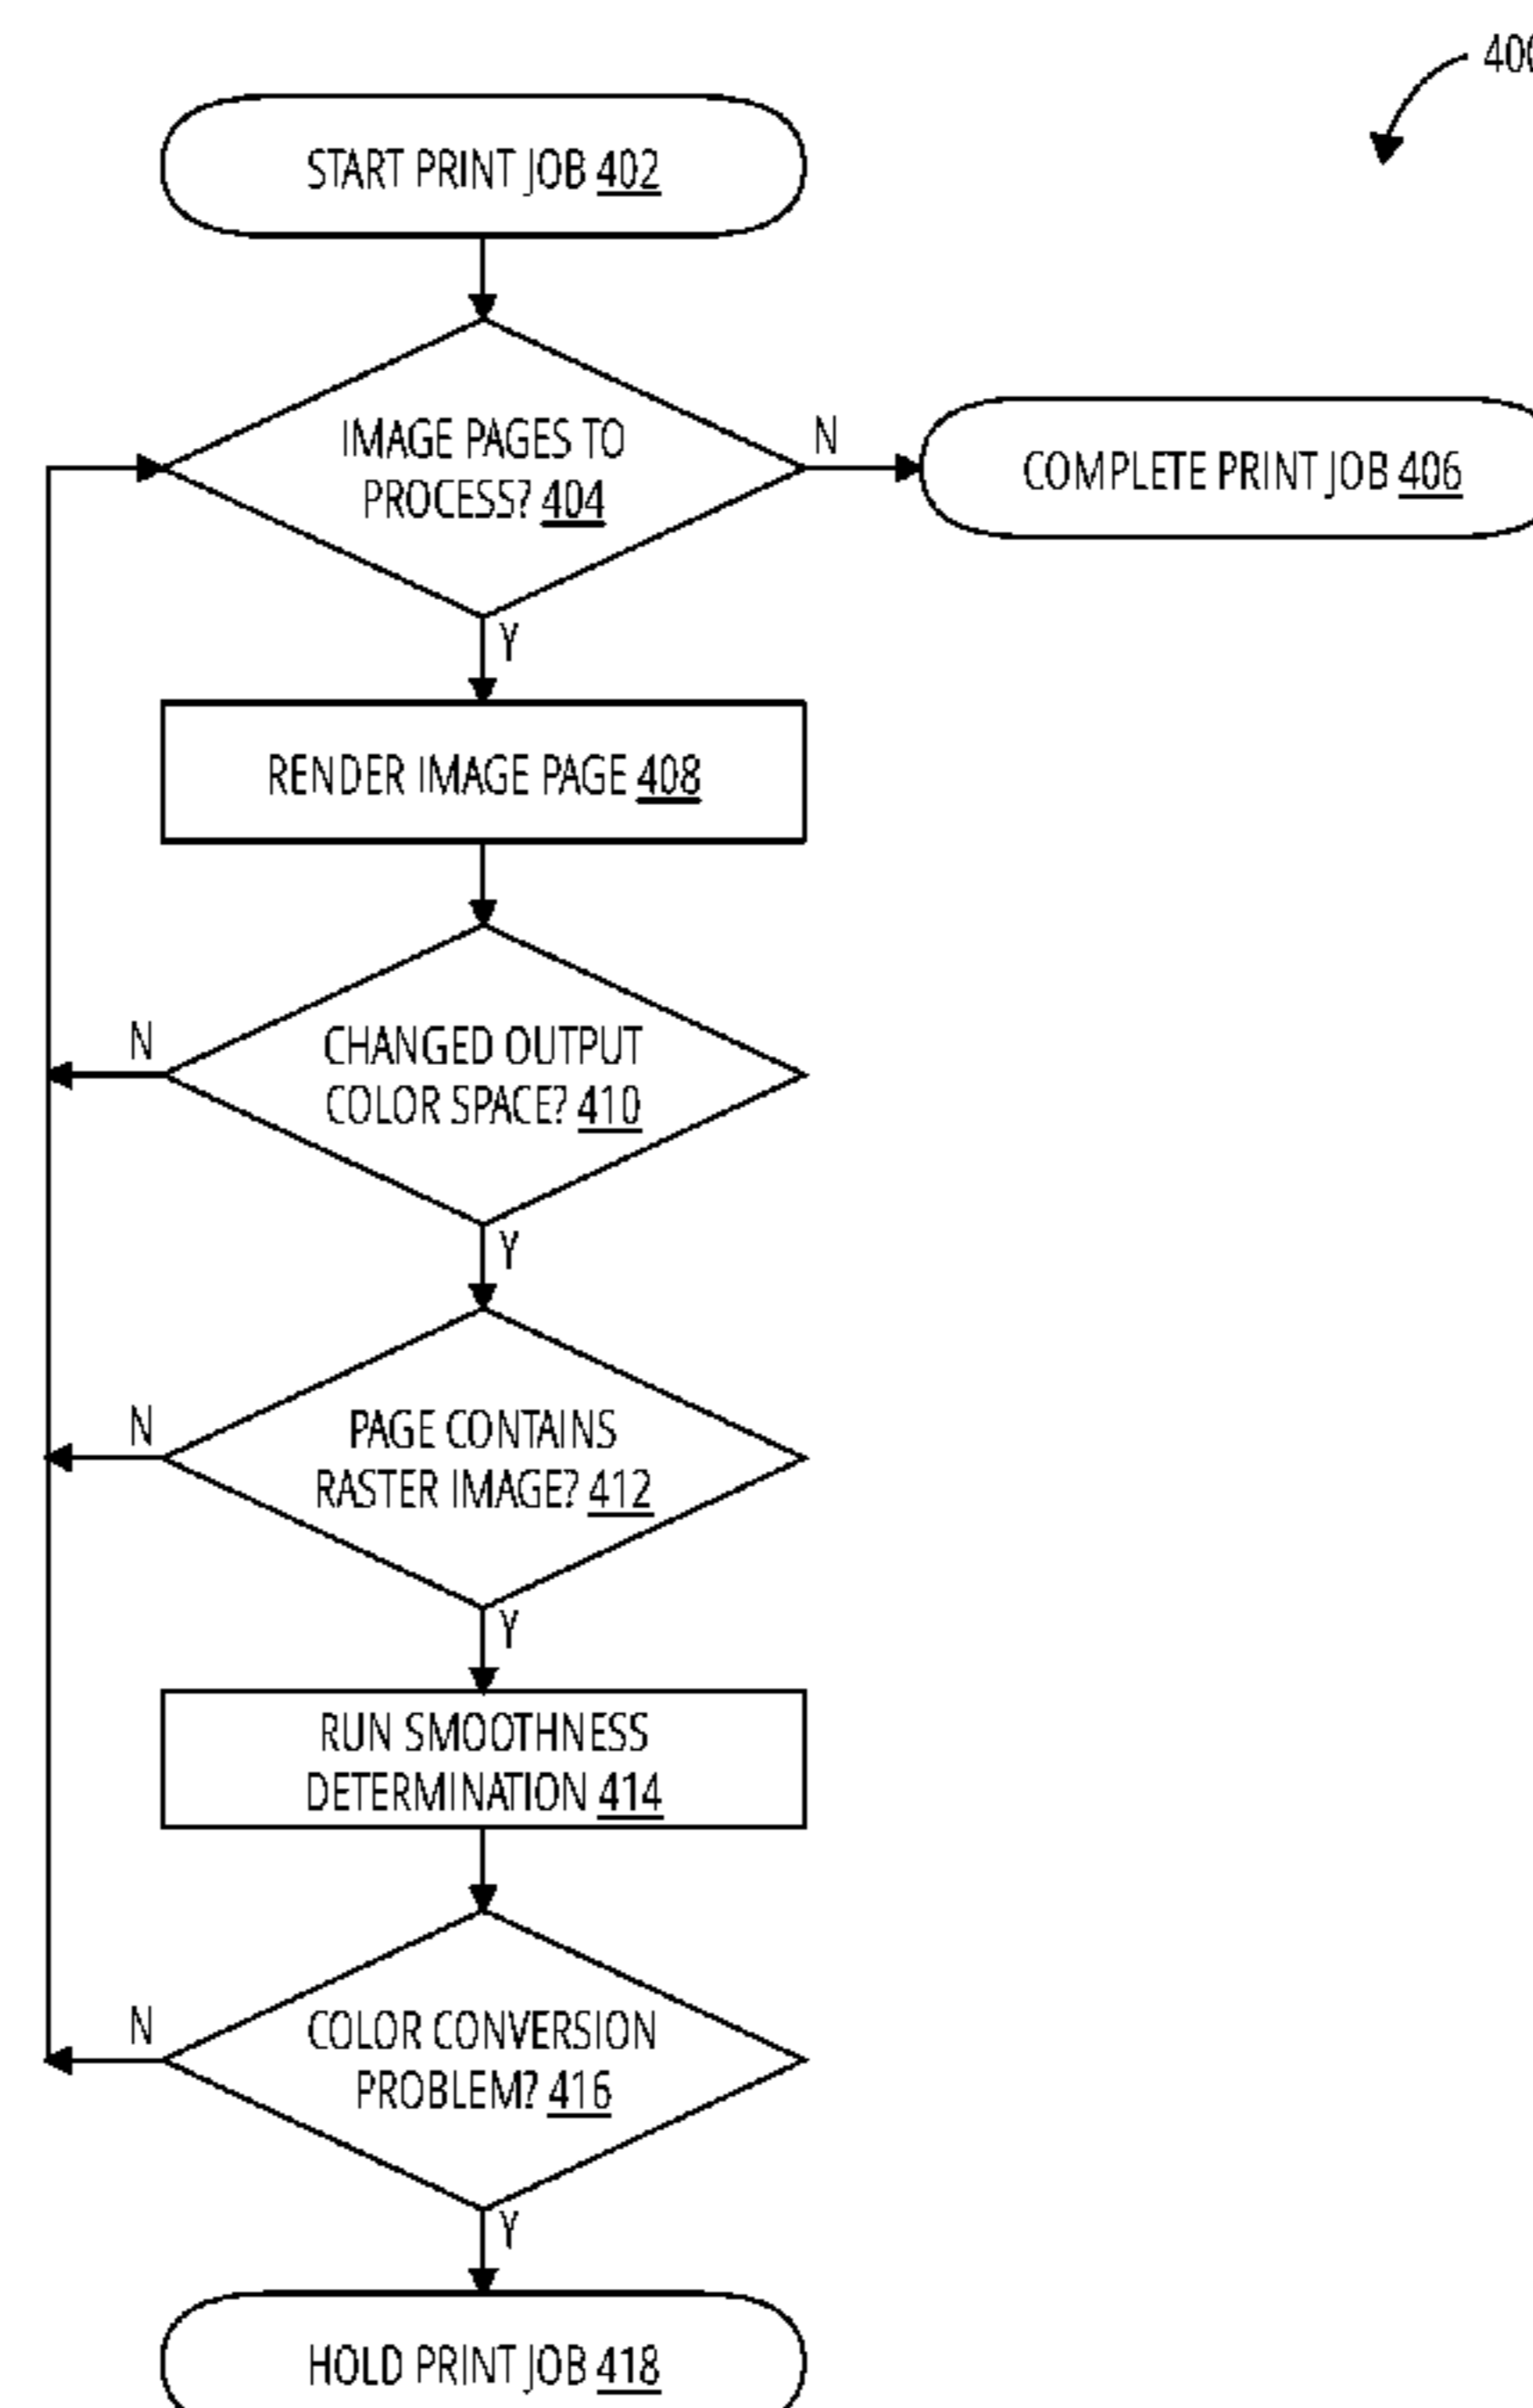 400
START PRINT JOB 402
IMAGE PAGES TO
PROCESS? 404
N
COMPLETE PRINT JOB 406
Y
RENDER IMAGE PAGE 408
N
CHANGED OUTPUT
COLOR SPACE? 410
Y
N
PAGE CONTAINS
RASTER IMAGE? 412
Y
RUN SMOOTHNESS
DETERMINATION 414
N
COLOR CONVERSION
PROBLEM? 416
Y
HOLD PRINT JOB 418